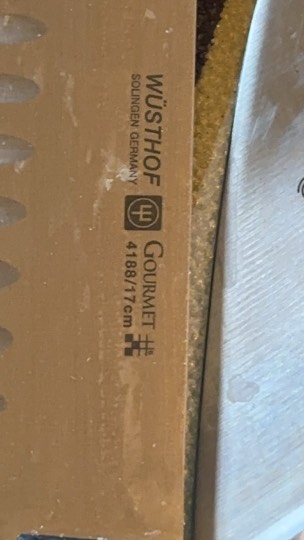 WÜSTHOF
SOLINGEN GERMANY
GOURMET
4188/17cm